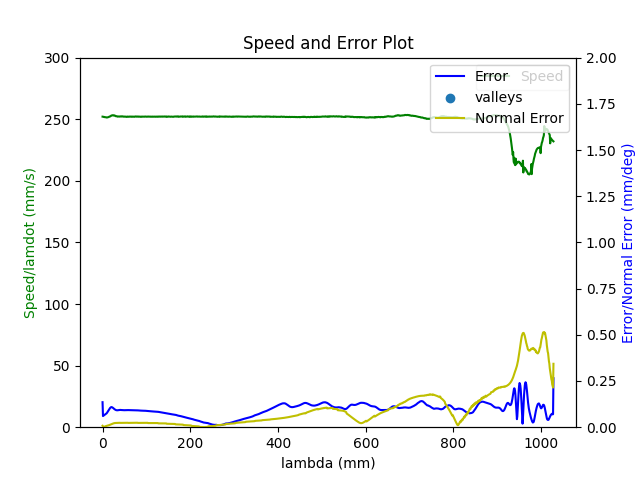 Speed and Error Plot
300
250
200
150
100
50
0
Speed/lamdot (mm/s)
0
200
400
600
800
1000
lambda (mm)
2.00
1.75
1.50
1.25
1.00
0.75
0.50
0.25
0.00
Error/Normal Error (mm/deg)
Error
Speed
valleys
Normal Error